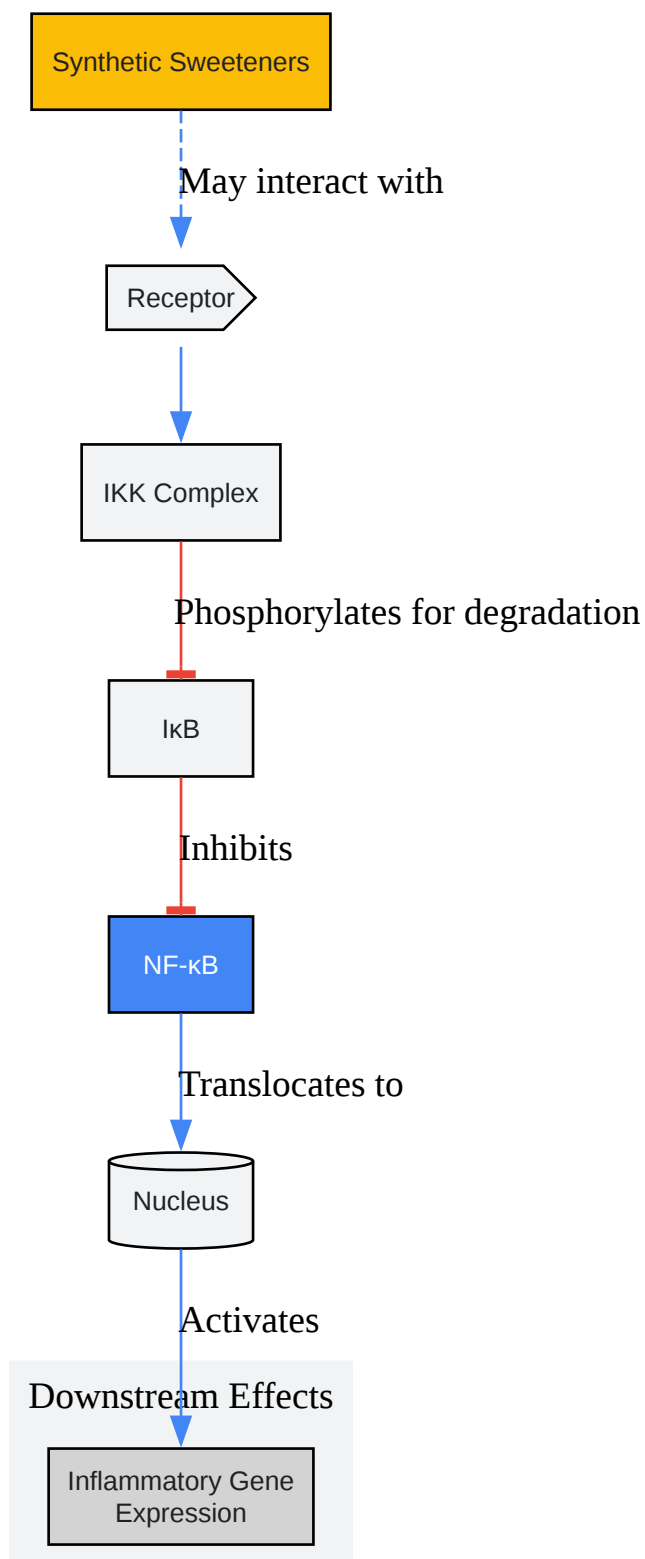 Synthetic Sweeteners
May interact with
Receptor
IKK Complex
Phosphorylates for degradation
IκB
Inhibits
NF-κB
Translocates to
Nucleus
Activates
Downstream Effects
Inflammatory Gene
Expression